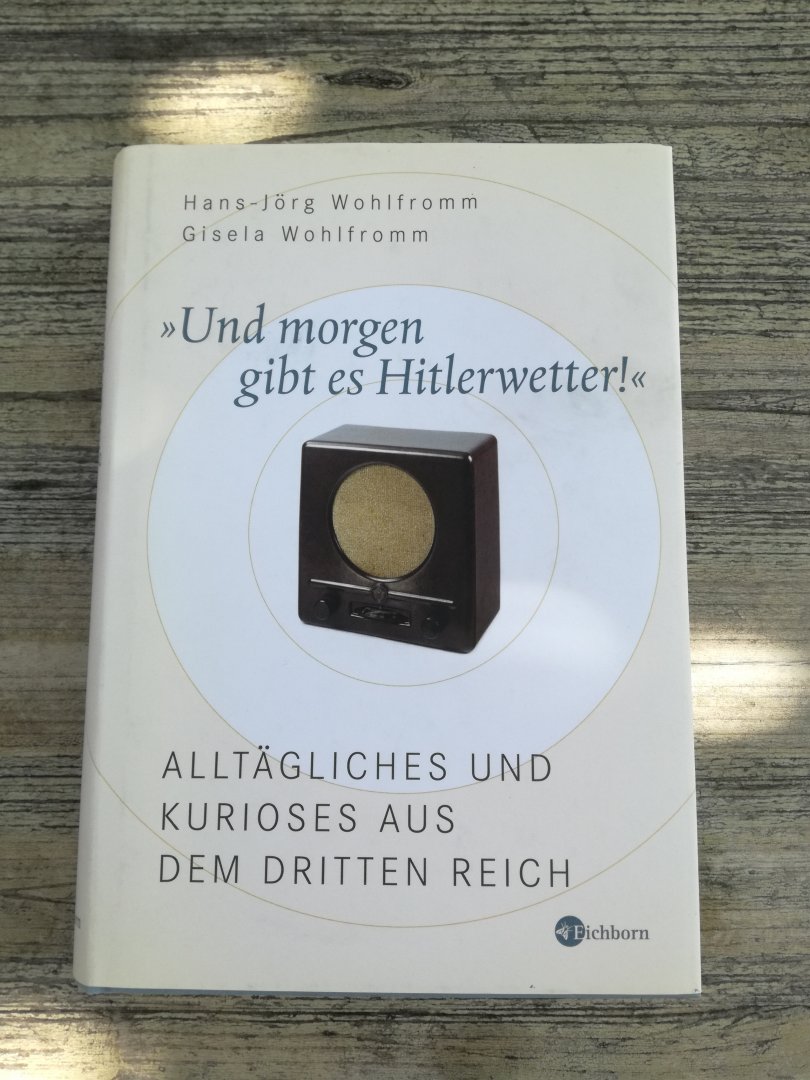 Hans-Jörg Wohlfromm
Gisela Wohlfromm
»Und morgen
gibt es Hitlerwetter!«
ALLTÄGLICHES UND
KURIOSES AUS
DEM DRITTEN REICH
Eichborn